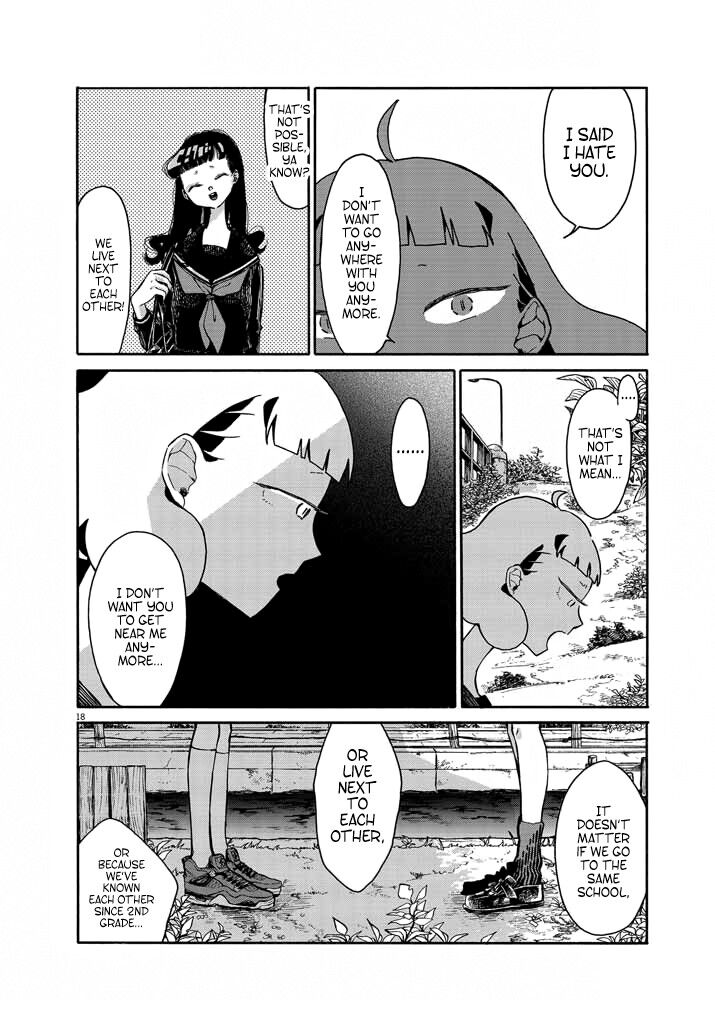 I SAID
I HATE
YOU.
I
DON'T
WANT
TO GO
ANY-
WHERE
WITH
YOU
ANY-
MORE.
THAT'S
NOT
POS-
SIBLE,
YA
KNOW?
WE
LIVE
NEXT
TO
EACH
OTHER!
.....
THAT'S
NOT
WHAT I
MEAN...
......
I DON'T
WANT YOU
TO GET
NEAR ME
ANY-
MORE...
18
IT
DOESN'T
MATTER
IF WE GO
TO THE
SAME
SCHOOL,
OR
LIVE
NEXT
TO
EACH
OTHER,
OR
BECAUSE
WE'VE
KNOWN
EACH OTHER
SINCE 2ND
GRADE...